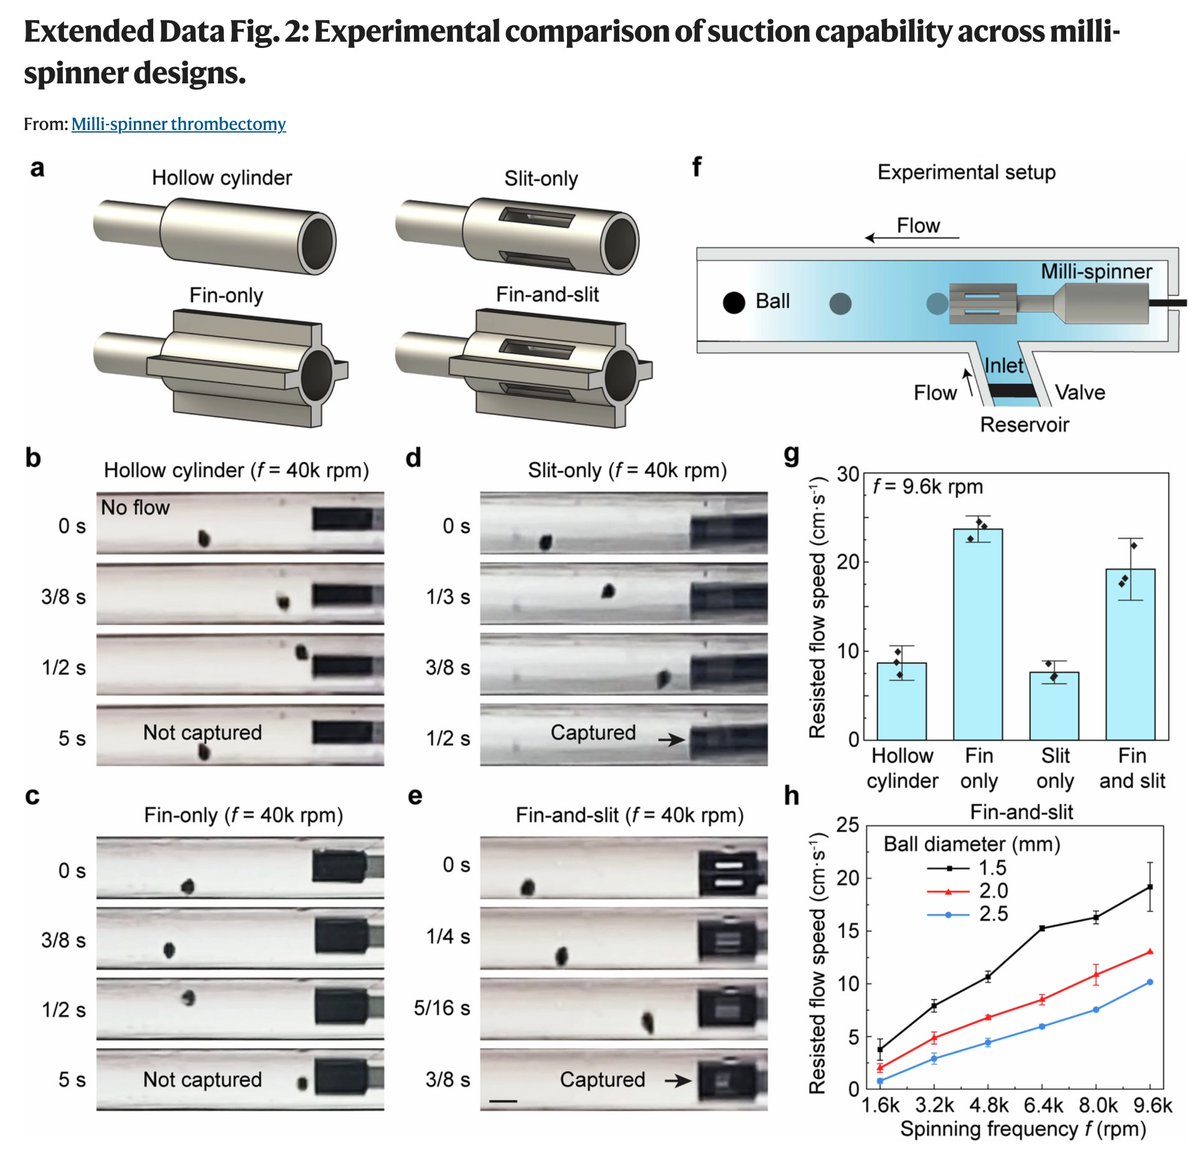 Extended Data Fig. 2: Experimental comparison of suction capability across milli-
spinner designs.
From: Milli-spinner thrombectomy
a
Hollow cylinder
Slit-only
Fin-only
Fin-and-slit
f
Experimental setup
Flow
Milli-spinner
Ball
Inlet
Flow
Valve
Reservoir
b
Hollow cylinder (f = 40k rpm)
No flow
0 s
3/8 s
1/2 s
5 s
Not captured
c
Fin-only (f = 40k rpm)
0 s
3/8 s
1/2 s
5 s
Not captured
d
Slit-only (f = 40k rpm)
0 s
1/3 s
3/8 s
1/2 s
Captured
e
Fin-and-slit (f = 40k rpm)
0 s
1/4 s
5/16 s
3/8 s
Captured
g
f = 9.6k rpm
Resisted flow speed (cm·s⁻¹)
30
20
10
0
Hollow cylinder
Fin only
Slit only
Fin and slit
h
Fin-and-slit
Ball diameter (mm)
1.5
2.0
2.5
Resisted flow speed (cm·s⁻¹)
25
20
15
10
5
0
1.6k 3.2k 4.8k 6.4k 8.0k 9.6k
Spinning frequency f (rpm)